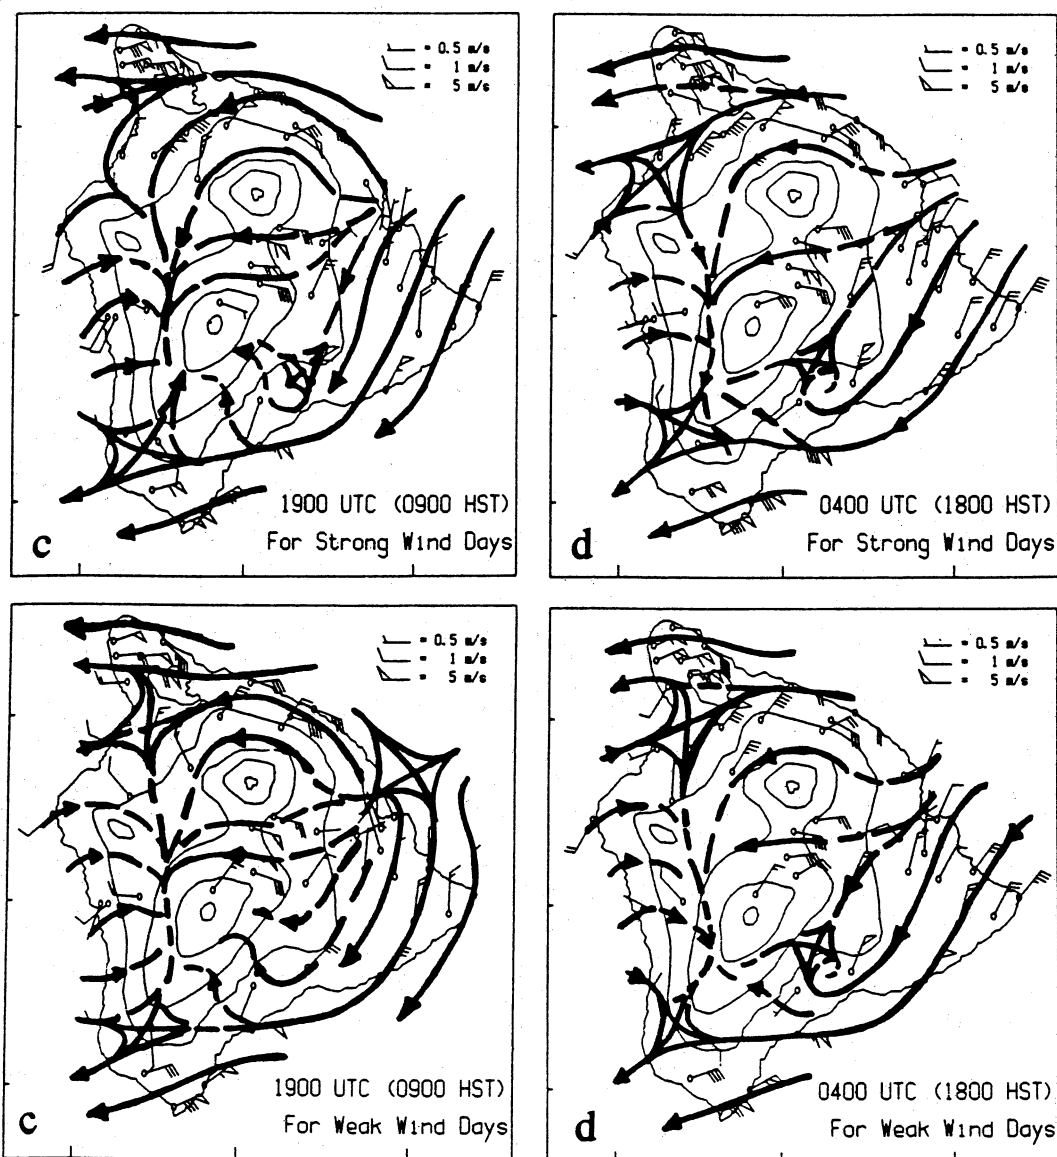 = 0.5 m/s
= 1 m/s
= 5 m/s
1900 UTC (0900 HST)
c
For Strong Wind Days
= 0.5 m/s
= 1 m/s
= 5 m/s
0400 UTC (1800 HST)
d
For Strong Wind Days
= 0.5 m/s
= 1 m/s
= 5 m/s
1900 UTC (0900 HST)
c
For Weak Wind Days
= 0.5 m/s
= 1 m/s
= 5 m/s
0400 UTC (1800 HST)
d
For Weak Wind Days